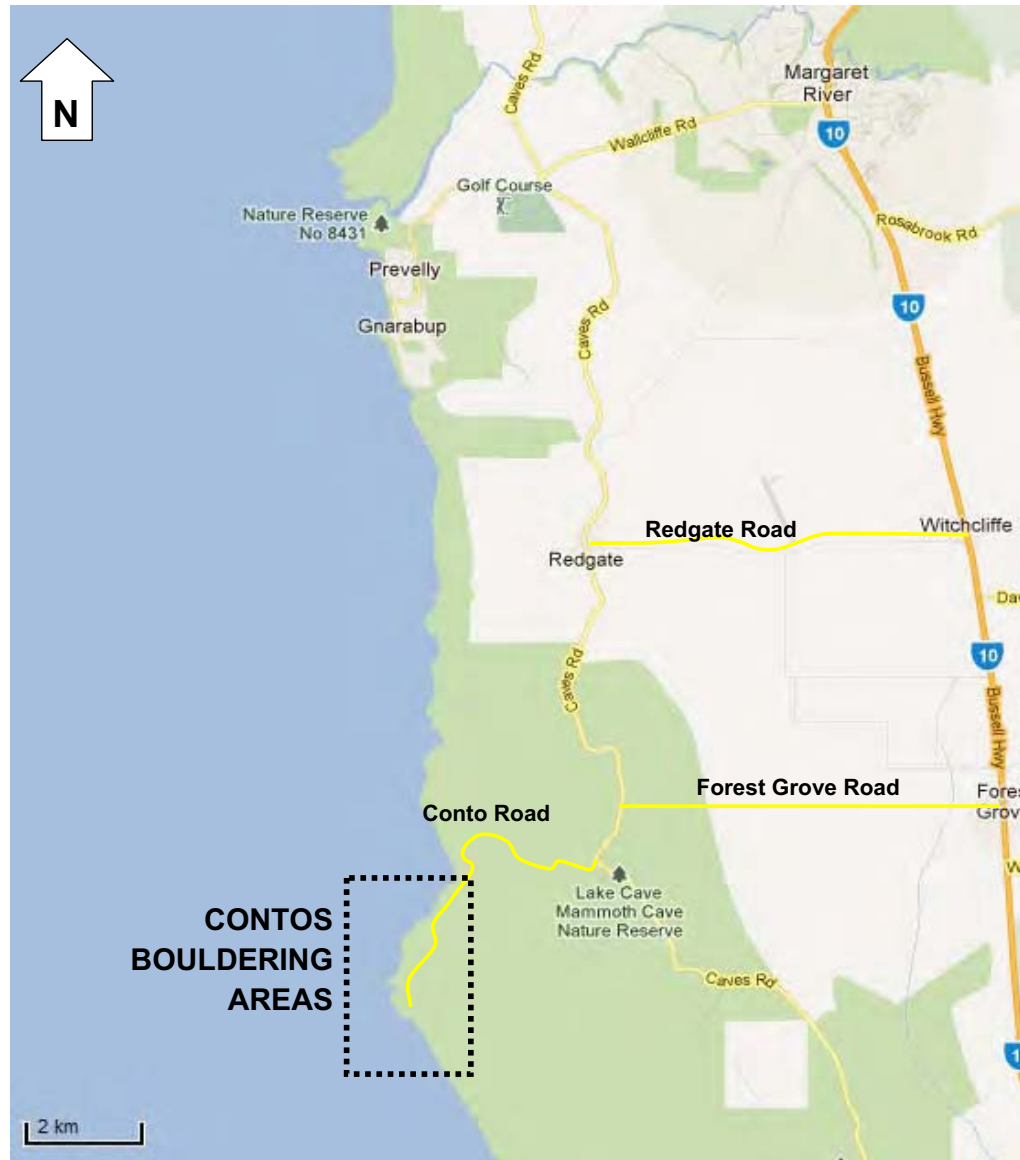 N
Caves Rd
Margaret
River
10
Wallcliffe Rd
Golf Course
Nature Reserve
No 8431
Rosabrook Rd
Prevelly
10
Gnarabup
Caves Rd
Bussell Hwy
Redgate Road
Witchcliffe
Redgate
Caves Rd
10
Bussell Hwy
Forest Grove Road
Conto Road
Lake Cave
Mammoth Cave
Nature Reserve
CONTOS
BOULDERING
AREAS
Caves Rd
2 km